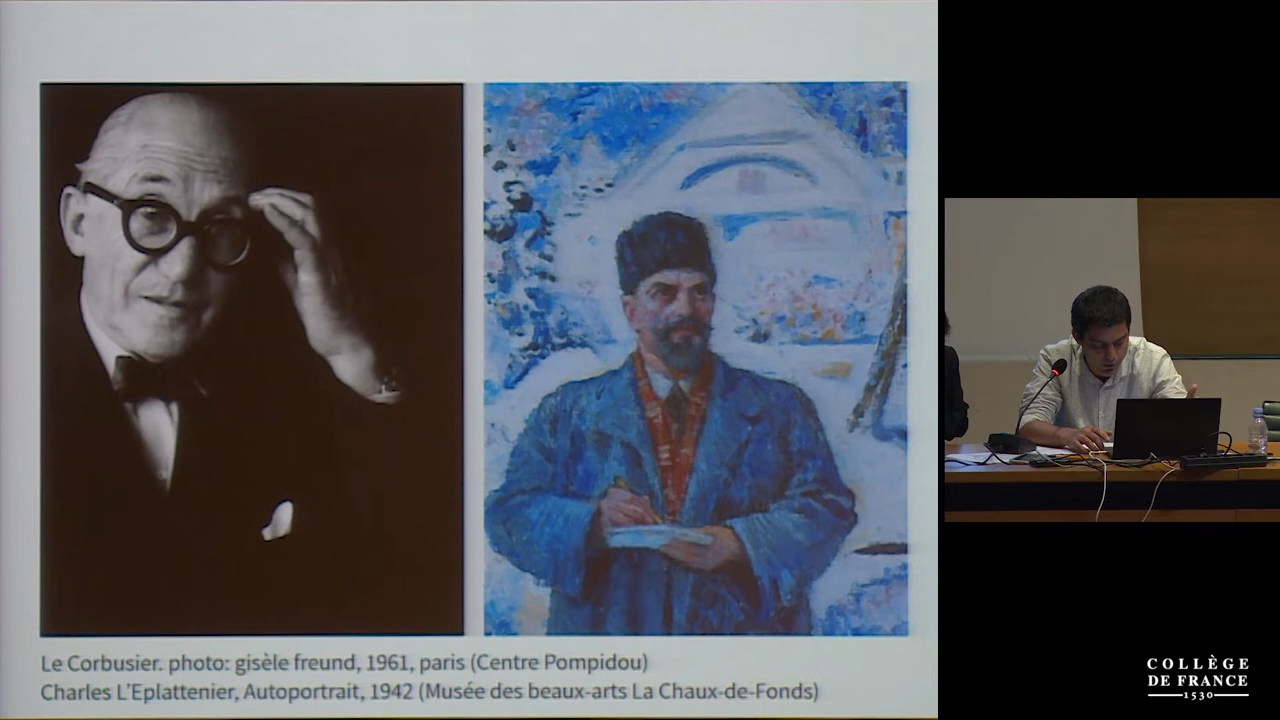 Le Corbusier. photo: gisèle freund, 1961, paris (Centre Pompidou)
Charles L'Eplattenier, Autoportrait, 1942 (Musée des beaux-arts La Chaux-de-Fonds)
COLLÈGE
DE FRANCE
1530